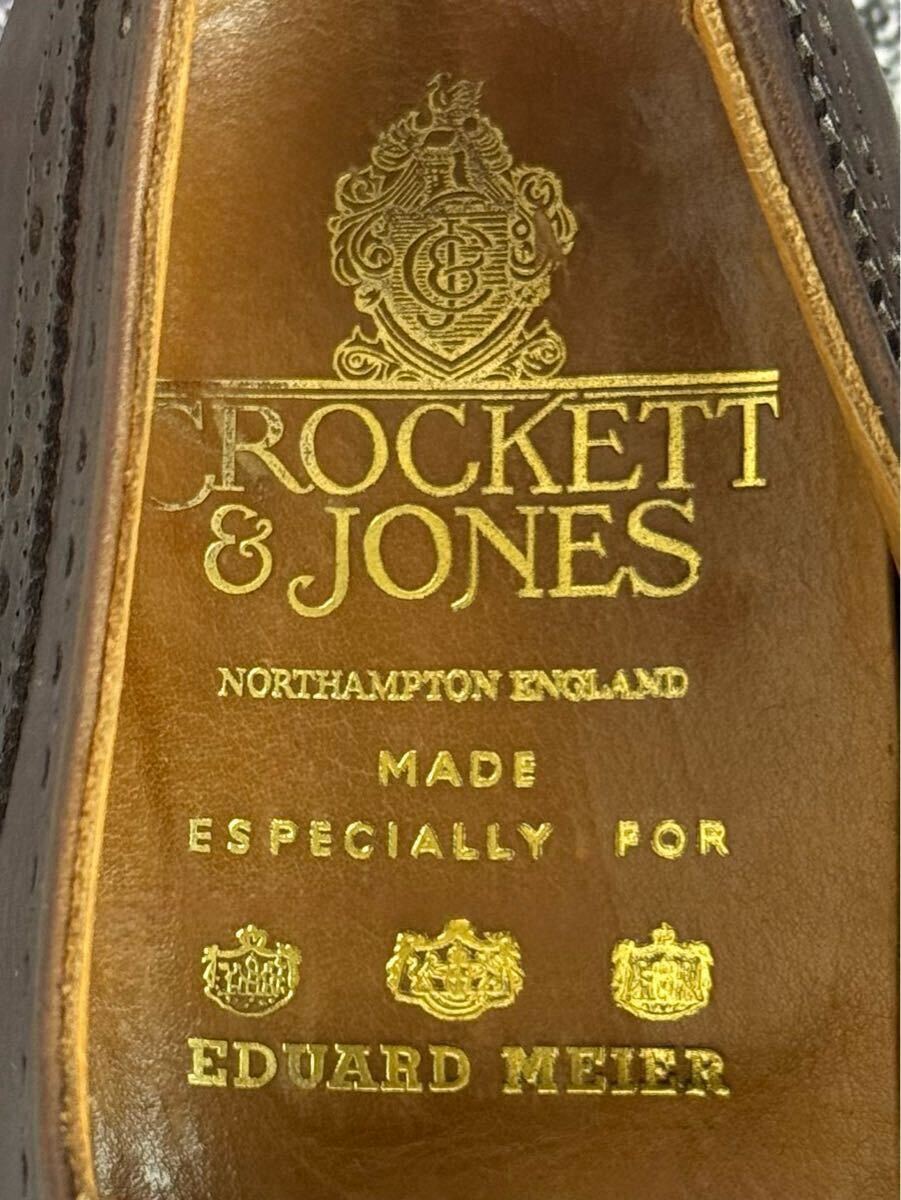 CROCKETT
& JONES
NORTHAMPTON ENGLAND
MADE
ESPECIALLY FOR
EDUARD MEIER